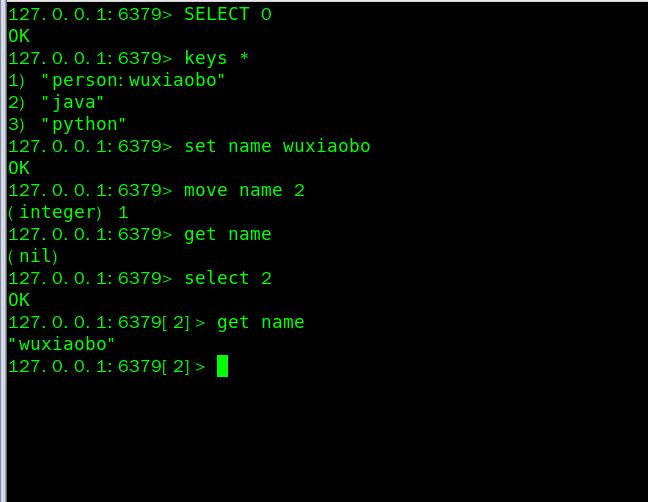 127.0.0.1:6379> SELECT 0
OK
127.0.0.1:6379> keys *
1) "person:wuxiaobo"
2) "java"
3) "python"
127.0.0.1:6379> set name wuxiaobo
OK
127.0.0.1:6379> move name 2
(integer) 1
127.0.0.1:6379> get name
(nil)
127.0.0.1:6379> select 2
OK
127.0.0.1:6379[2]> get name
"wuxiaobo"
127.0.0.1:6379[2]>